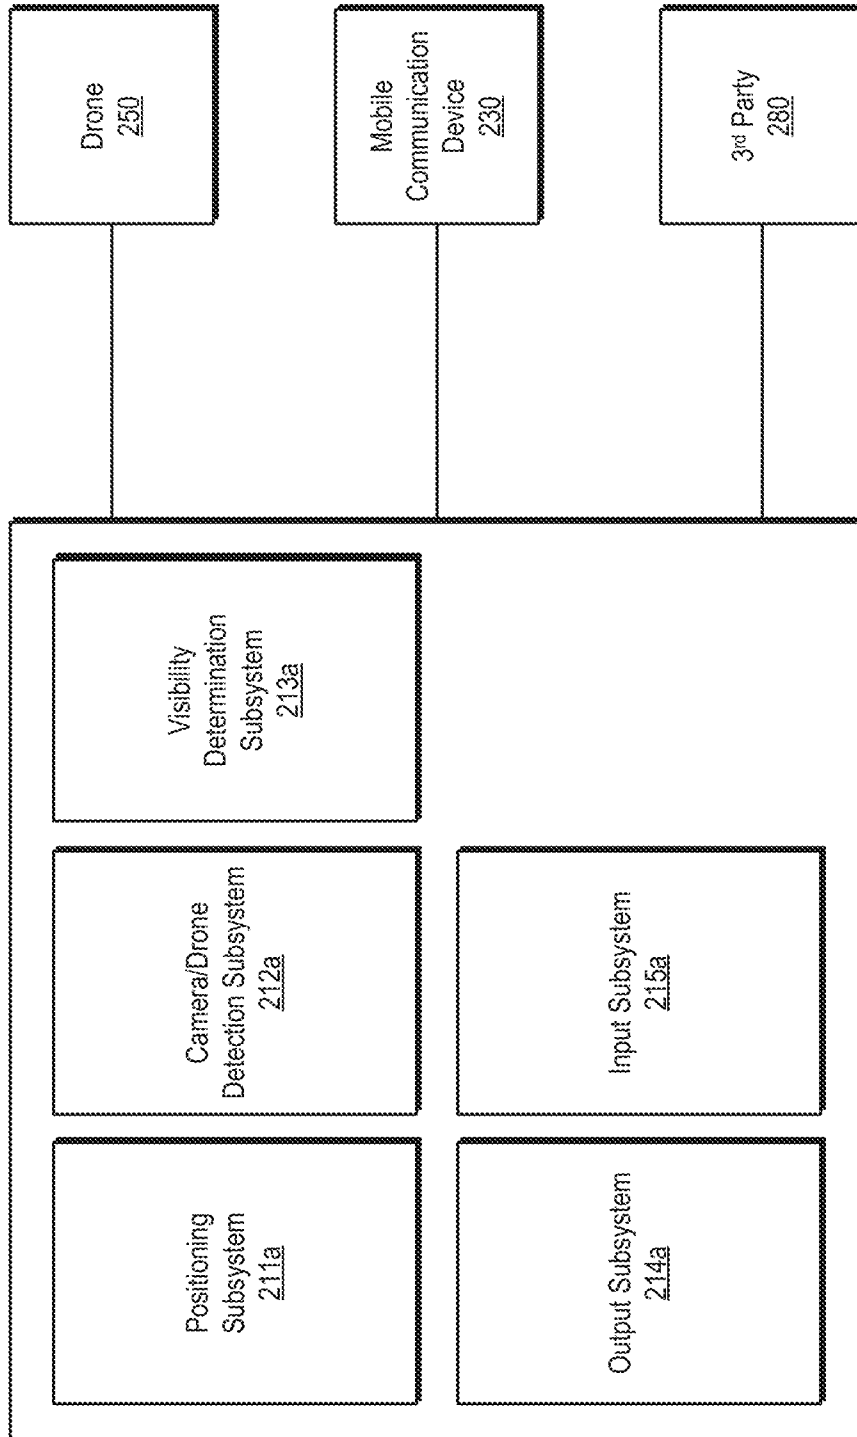 Positioning
Subsystem
211a
Camera/Drone
Detection Subsystem
212a
Visibility
Determination
Subsystem
213a
Output Subsystem
214a
Input Subsystem
215a
Drone
250
Mobile
Communication
Device
230
3rd Party
280